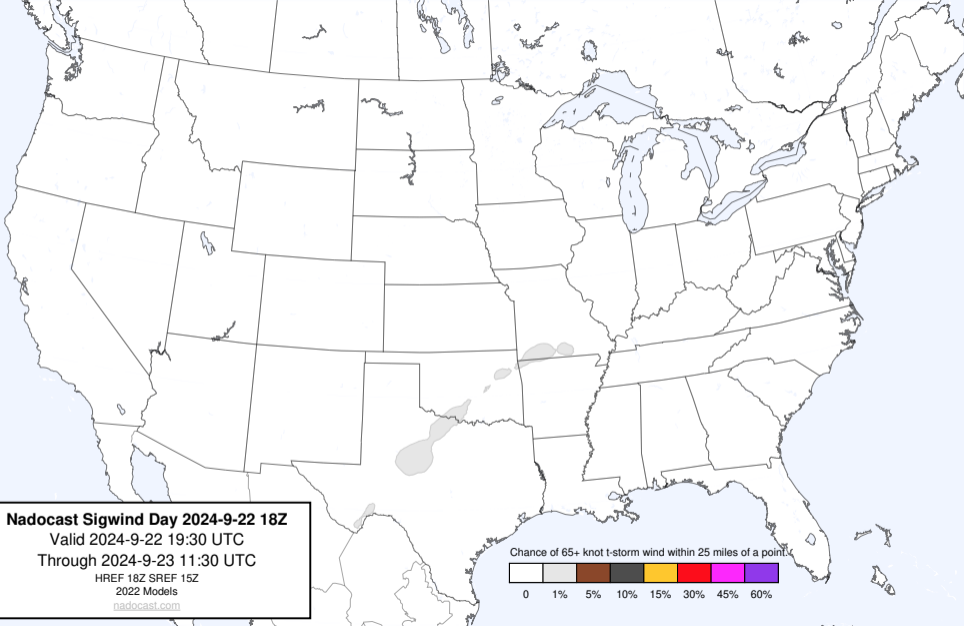 Nadocast Sigwind Day 2024-9-22 18Z
Valid 2024-9-22 19:30 UTC
Through 2024-9-23 11:30 UTC
HREF 18Z SREF 15Z
2022 Models
nadocast.com
Chance of 65+ knot t-storm wind within 25 miles of a point.
0 1% 5% 10% 15% 30% 45% 60%